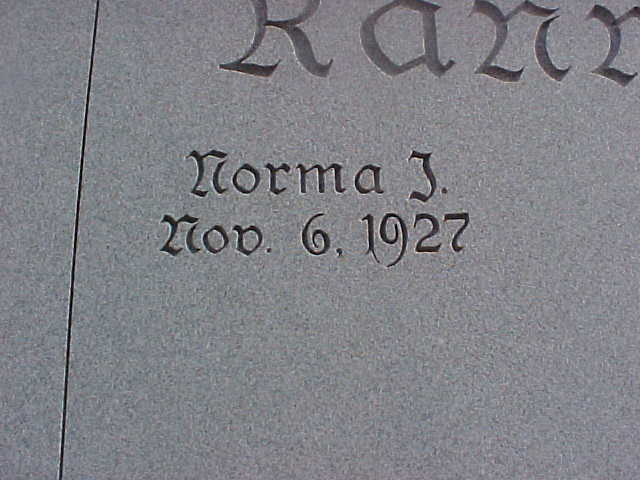 Norma J.
Nov. 6, 1927